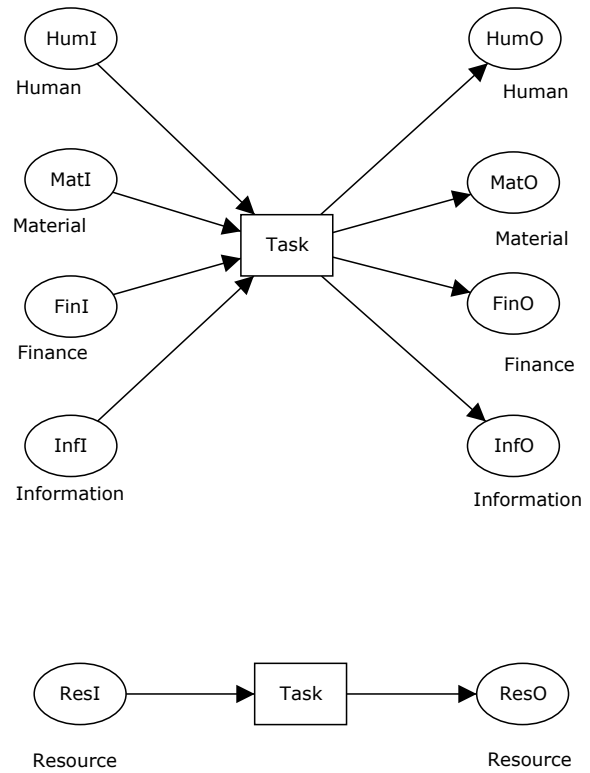 HumI
HumO
Human
Human
MatI
MatO
Material
Material
Task
FinI
FinO
Finance
Finance
InfI
InfO
Information
Information
ResI
Task
ResO
Resource
Resource